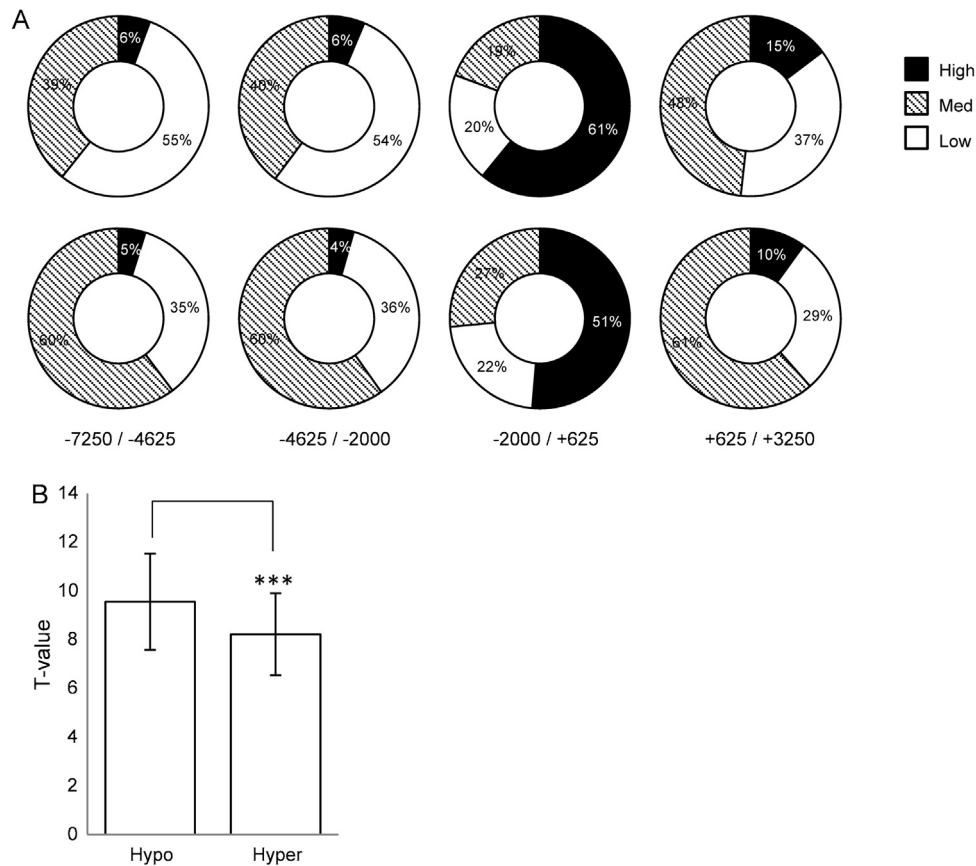 A
6%
6%
19%
15%
High
39%
40%
48%
Med
55%
54%
20%
61%
37%
Low
5%
4%
27%
10%
60%
35%
60%
36%
22%
51%
61%
29%
-7250 / -4625
-4625 / -2000
-2000 / +625
+625 / +3250
B
14
12
10
8
6
4
2
0
T-value
***
Hypo
Hyper